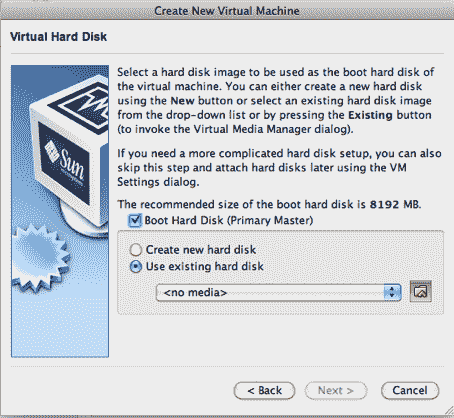 Create New Virtual Machine
Virtual Hard Disk
Select a hard disk image to be used as the boot hard disk of
the virtual machine. You can either create a new hard disk
using the New button or select an existing hard disk image
from the drop-down list or by pressing the Existing button
(to invoke the Virtual Media Manager dialog).
If you need a more complicated hard disk setup, you can also
skip this step and attach hard disks later using the VM
Settings dialog.
The recommended size of the boot hard disk is 8192 MB.
Boot Hard Disk (Primary Master)
Create new hard disk
Use existing hard disk
<no media>
Sun
< Back
Next >
Cancel